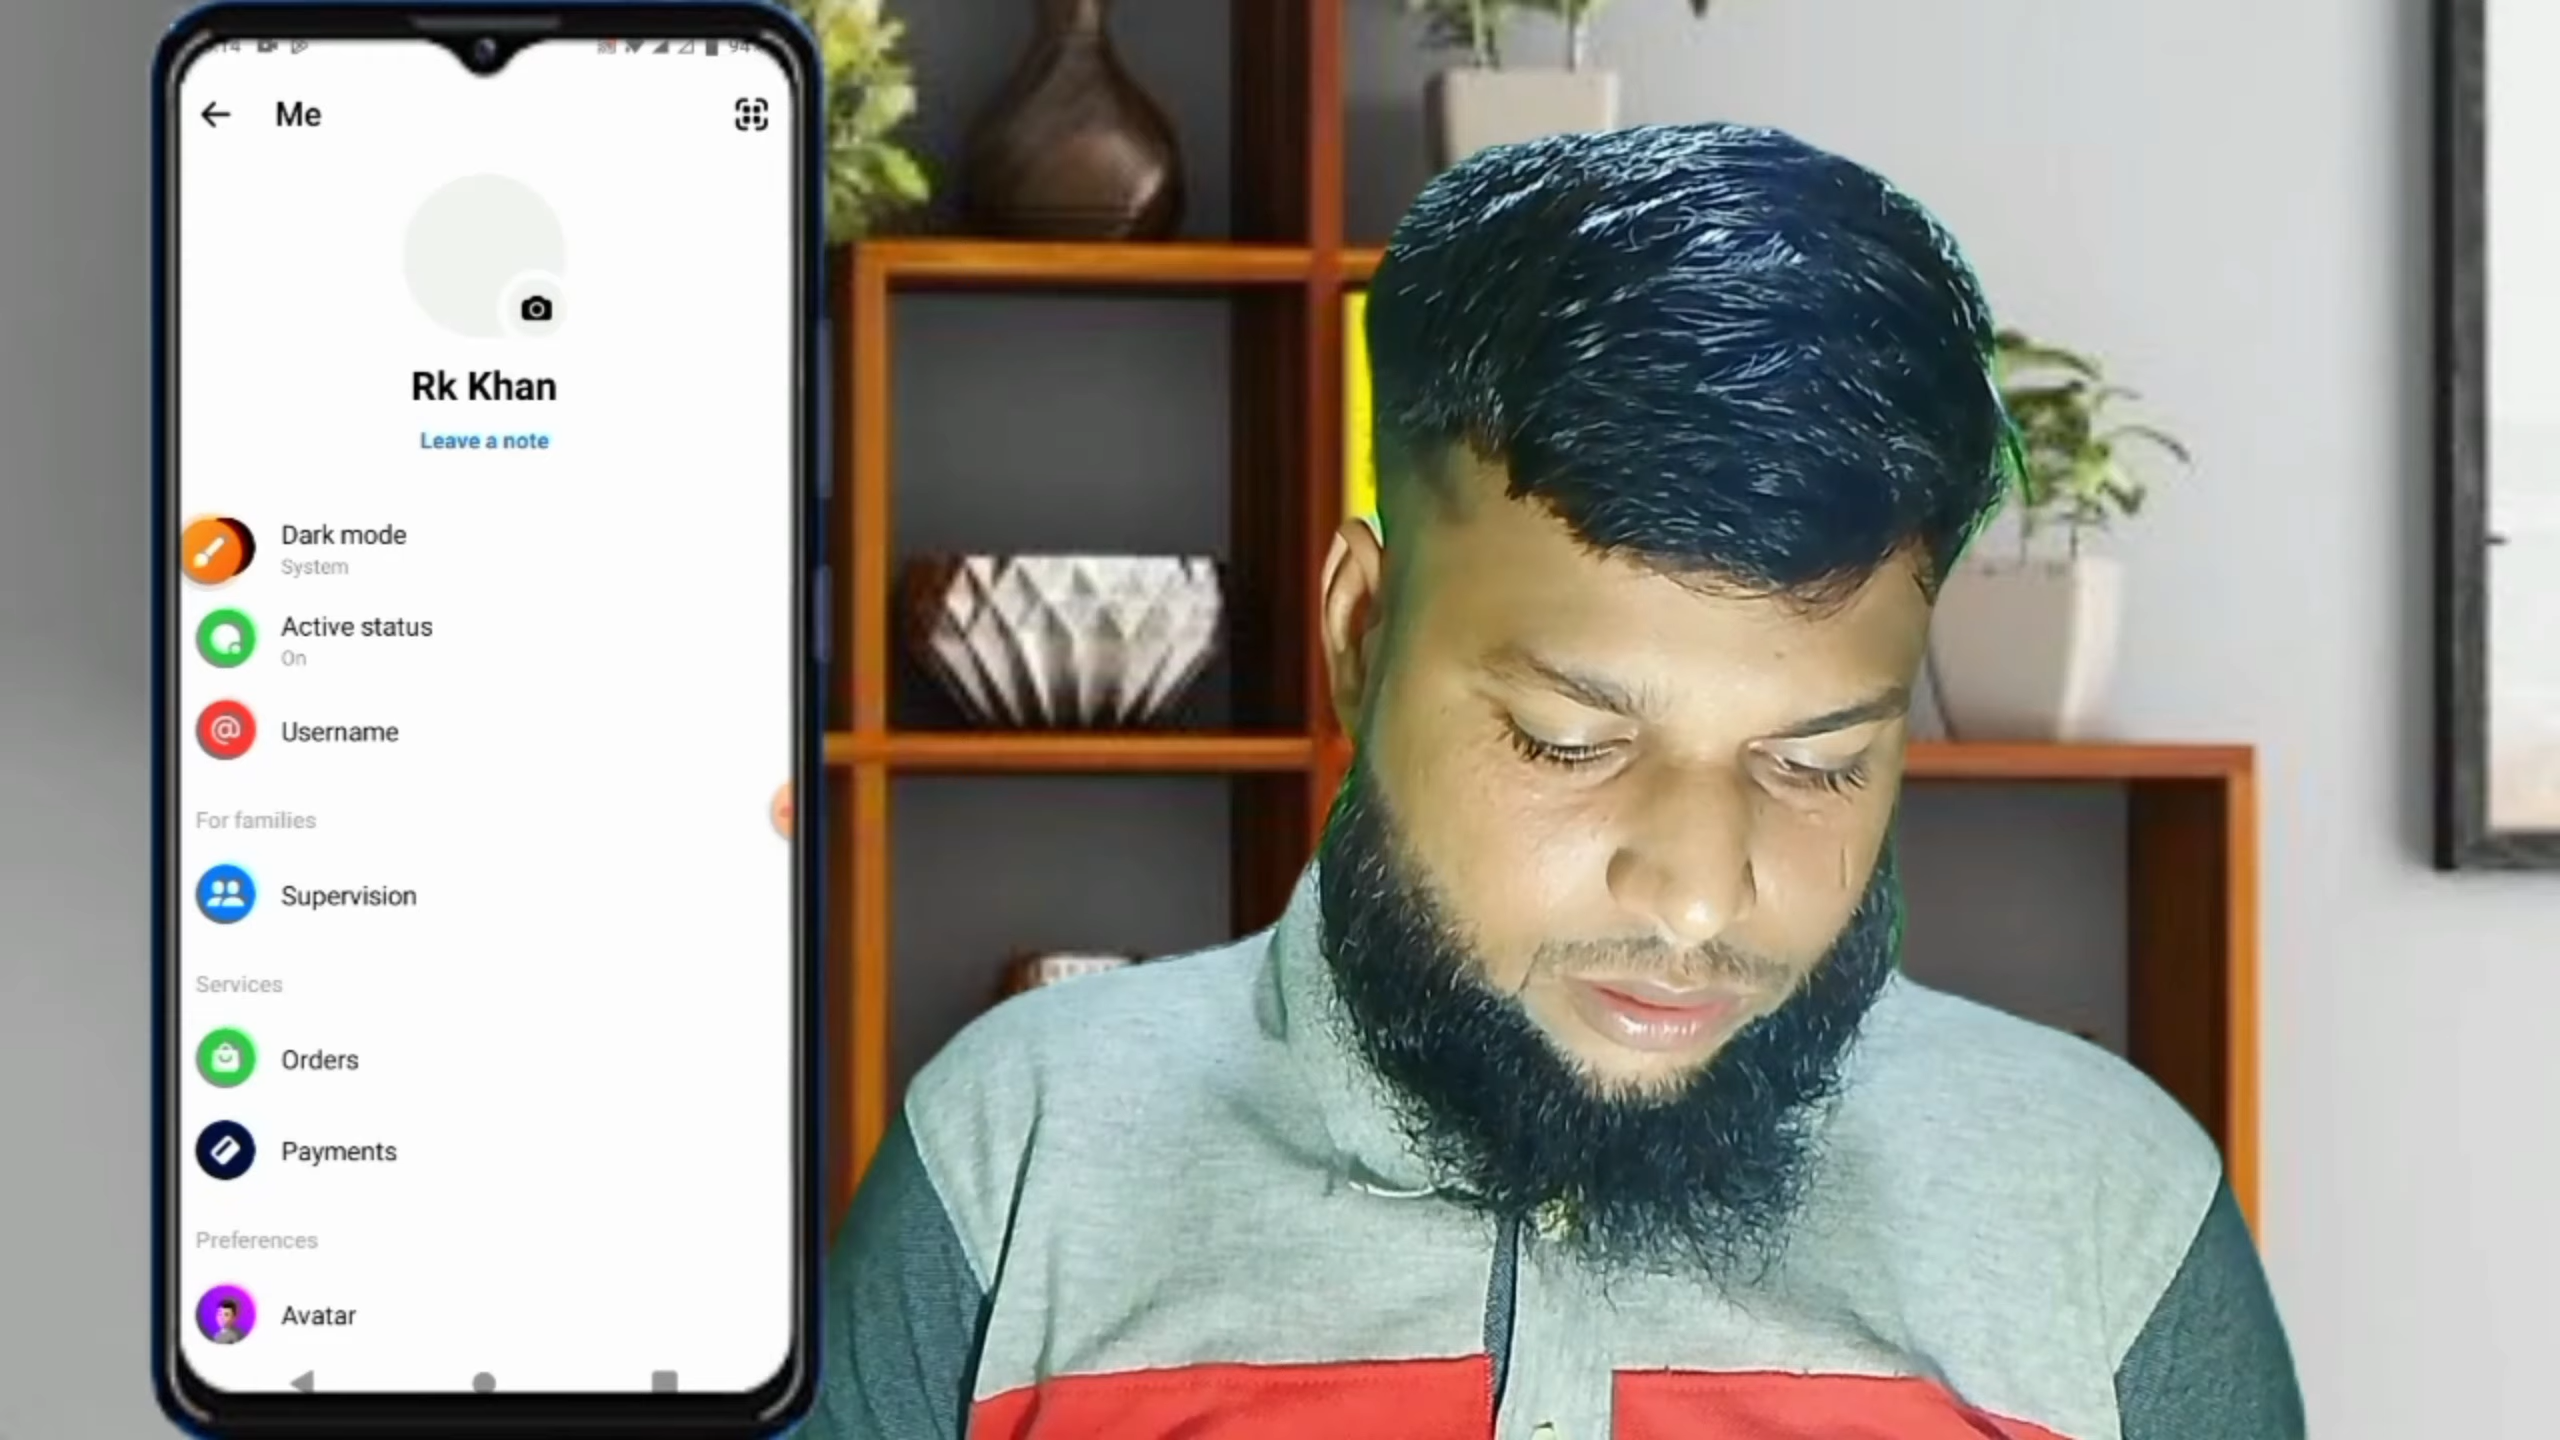 Me
Rk Khan
Leave a note
Dark mode
System
Active status
On
Username
For families
Supervision
Services
Orders
Payments
Preferences
Avatar